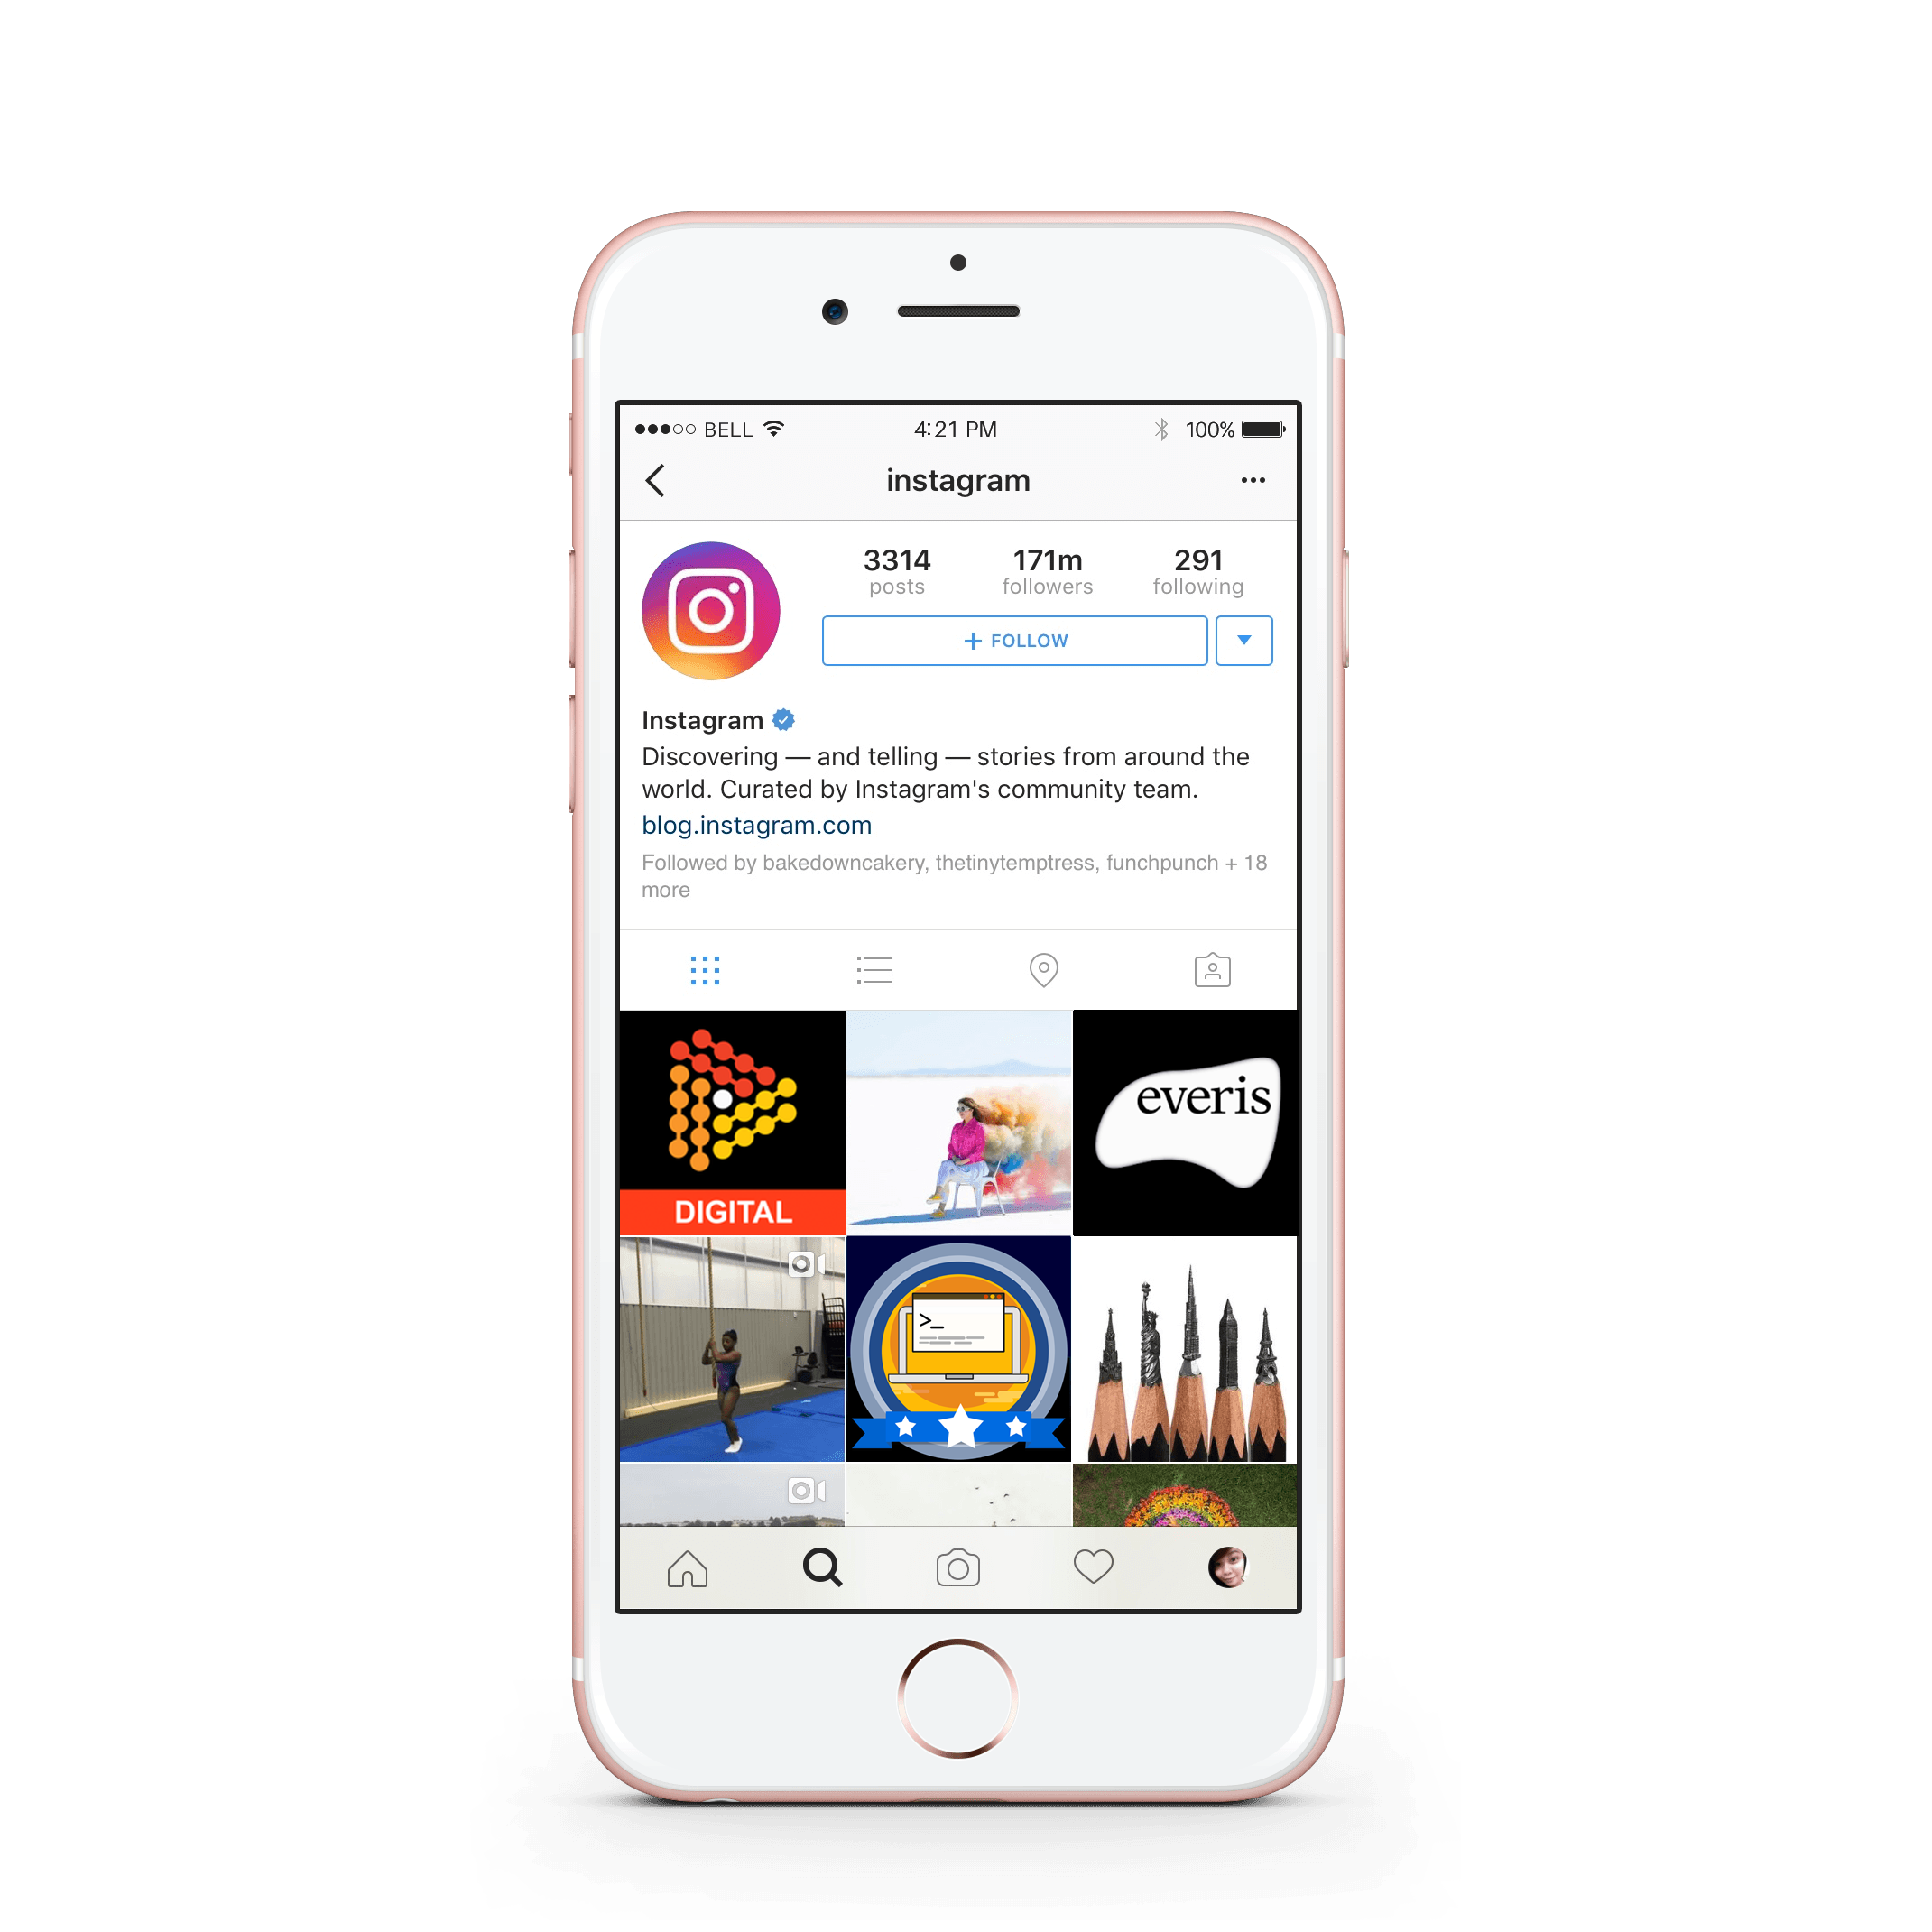 BELL 4:21 PM 100%
instagram
3314 171m 291
posts followers following
+ FOLLOW
Instagram
Discovering — and telling — stories from around the
world. Curated by Instagram's community team.
blog.instagram.com
Followed by bakedowncakery, thetinytemptress, funchpunch + 18
more
everis
DIGITAL
>_